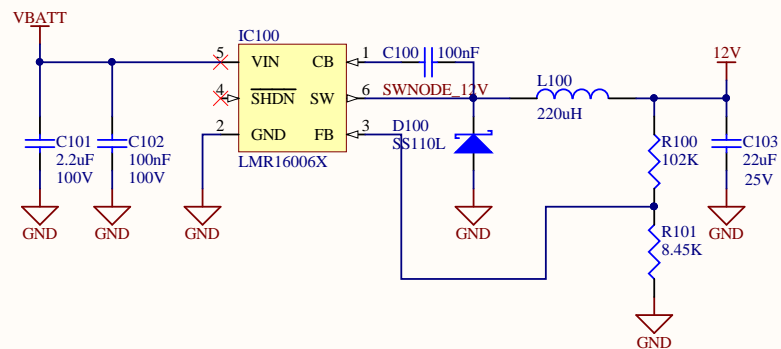 VBATT
IC100
5
VIN
CB
1
C100
100nF
4
SHDN
SW
6
SWNODE_12V
2
GND
FB
3
LMR16006X
L100
220uH
12V
D100
SS110L
C101
2.2uF
100V
C102
100nF
100V
R100
102K
C103
22uF
25V
R101
8.45K
GND
GND
GND
GND
GND
GND